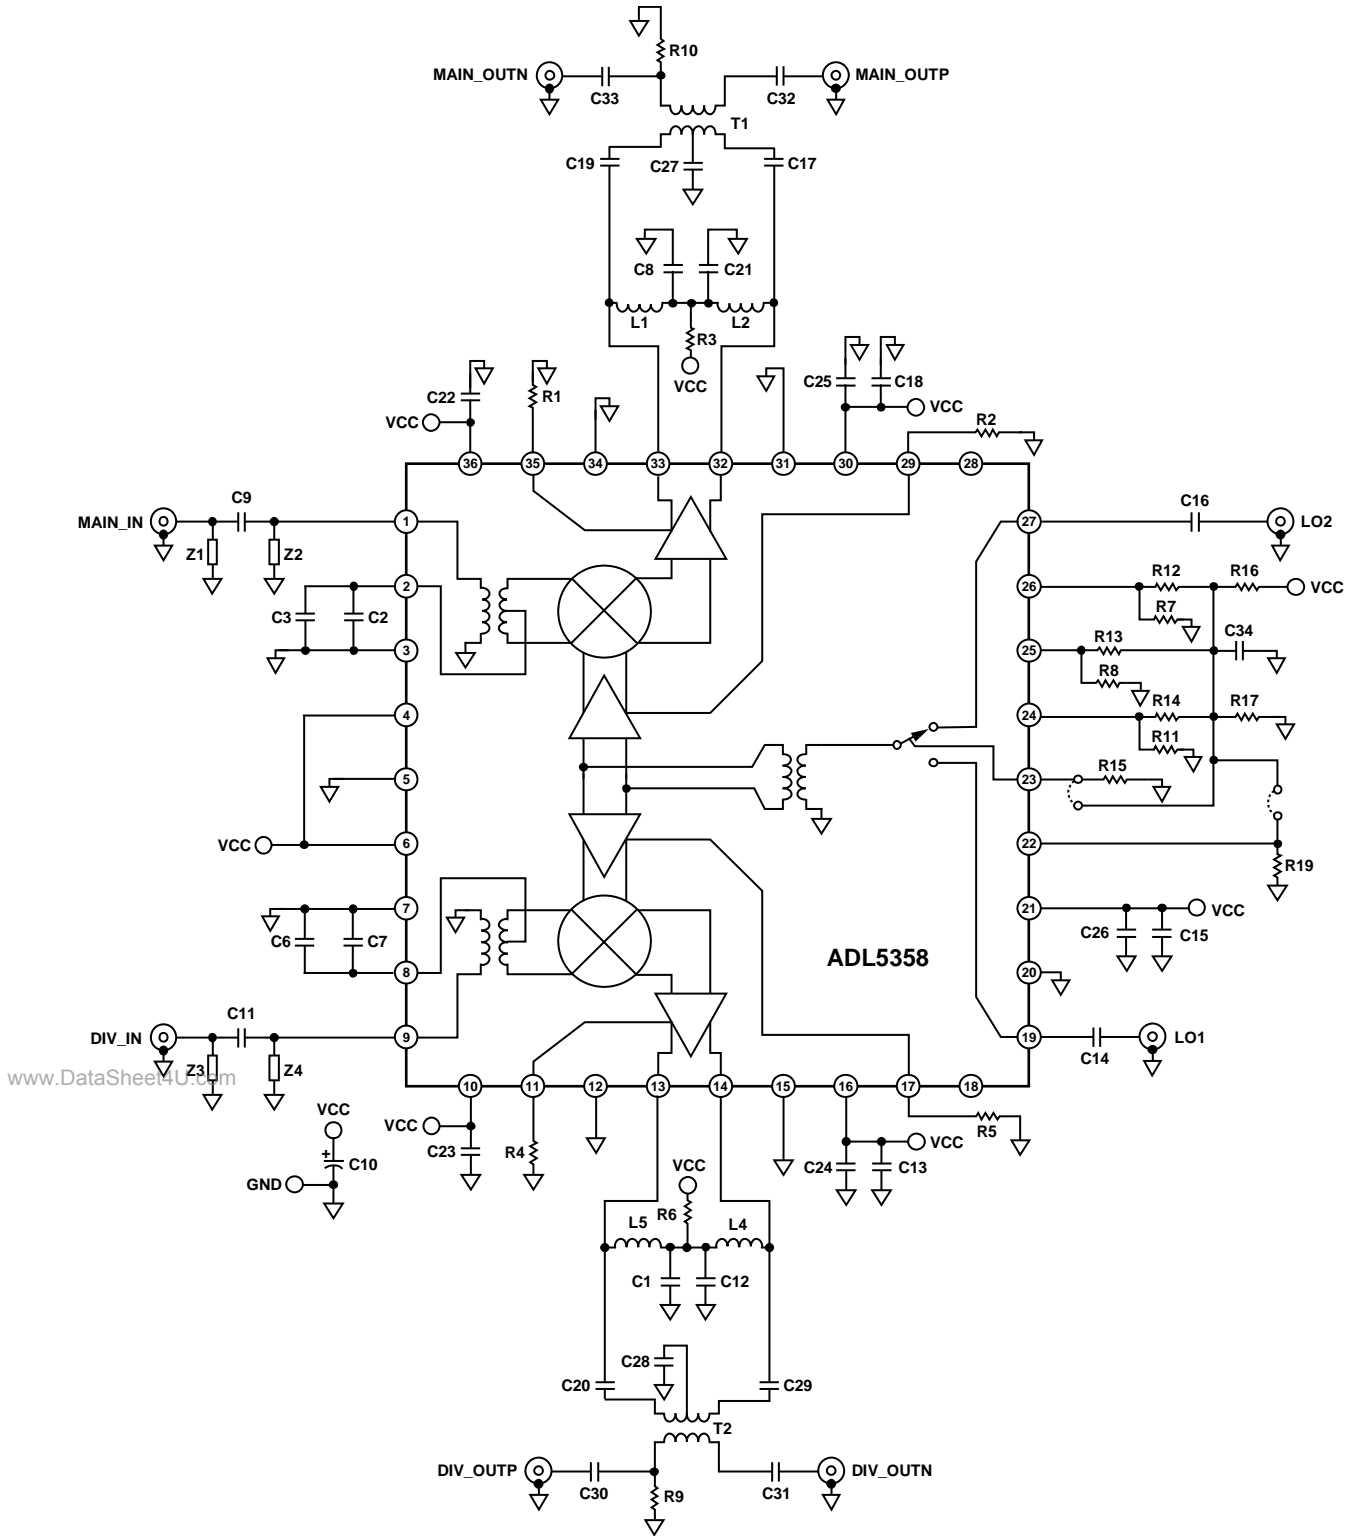 R10
MAIN_OUTN
MAIN_OUTP
C33
C32
T1
C19
C27
C17
C8
C21
L1
L2
R3
VCC
C22
R1
C25
C18
VCC
VCC
R2
36
35
34
33
32
31
30
29
28
C9
C16
MAIN_IN
1
27
LO2
Z1
Z2
R12
R16
2
26
VCC
C3
C2
R7
R13
C34
3
25
R8
R14
R17
4
24
R11
5
23
R15
VCC
6
22
R19
7
21
VCC
C6
C7
C26
C15
ADL5358
8
20
C11
DIV_IN
9
19
LO1
C14
Z3
Z4
www.DataSheet4U.com
10
11
12
13
14
15
16
17
18
VCC
VCC
R5
VCC
C23
R4
C24
C13
+
C10
VCC
GND
R6
L5
L4
C1
C12
C28
C20
C29
T2
DIV_OUTP
DIV_OUTN
C30
R9
C31